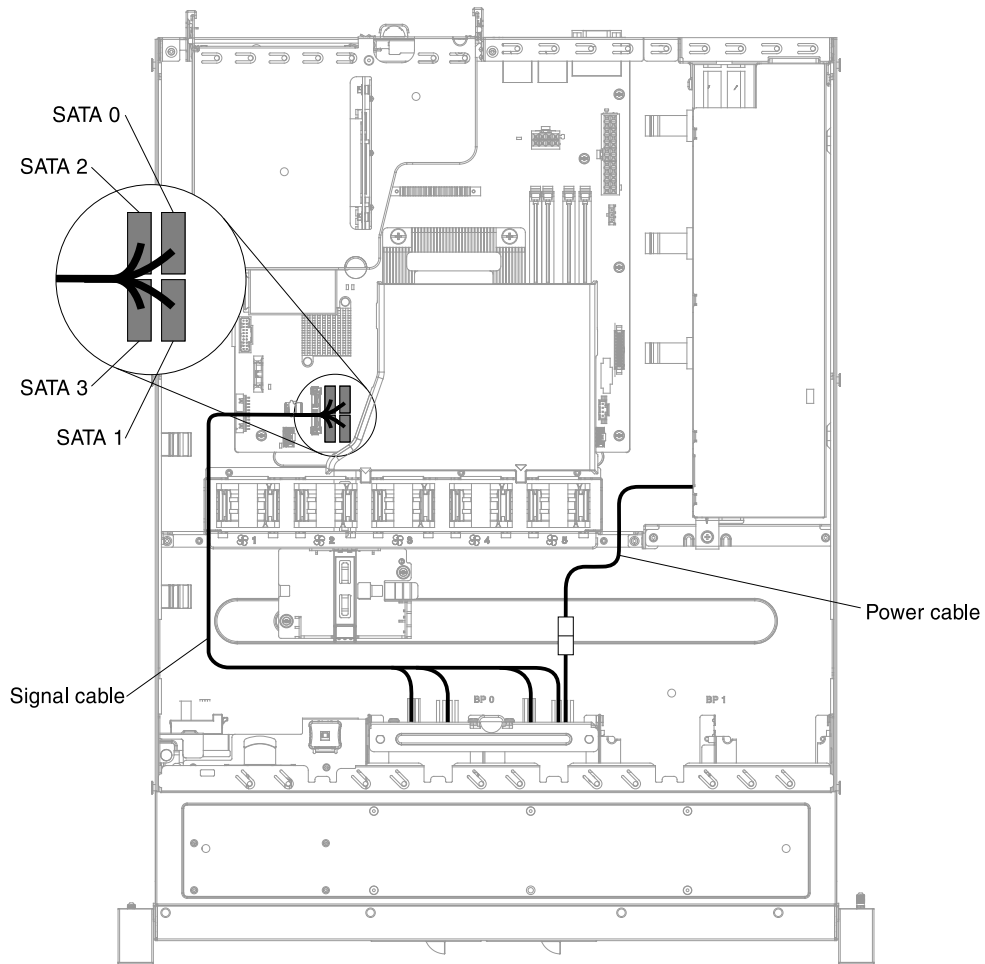 SATA 0
SATA 2
SATA 3
SATA 1
1 2 3 4 5
Power cable
Signal cable
BP 0
BP 1